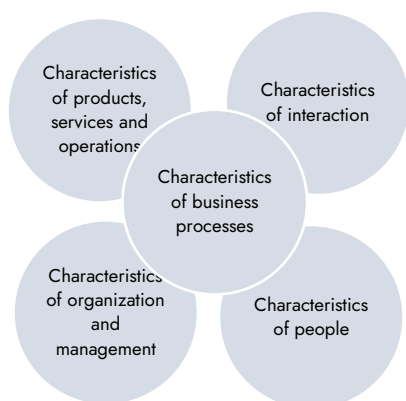 Characteristics
of products,
services and
operations
Characteristics
of interaction
Characteristics
of business
processes
Characteristics
of organization
and
management
Characteristics
of people